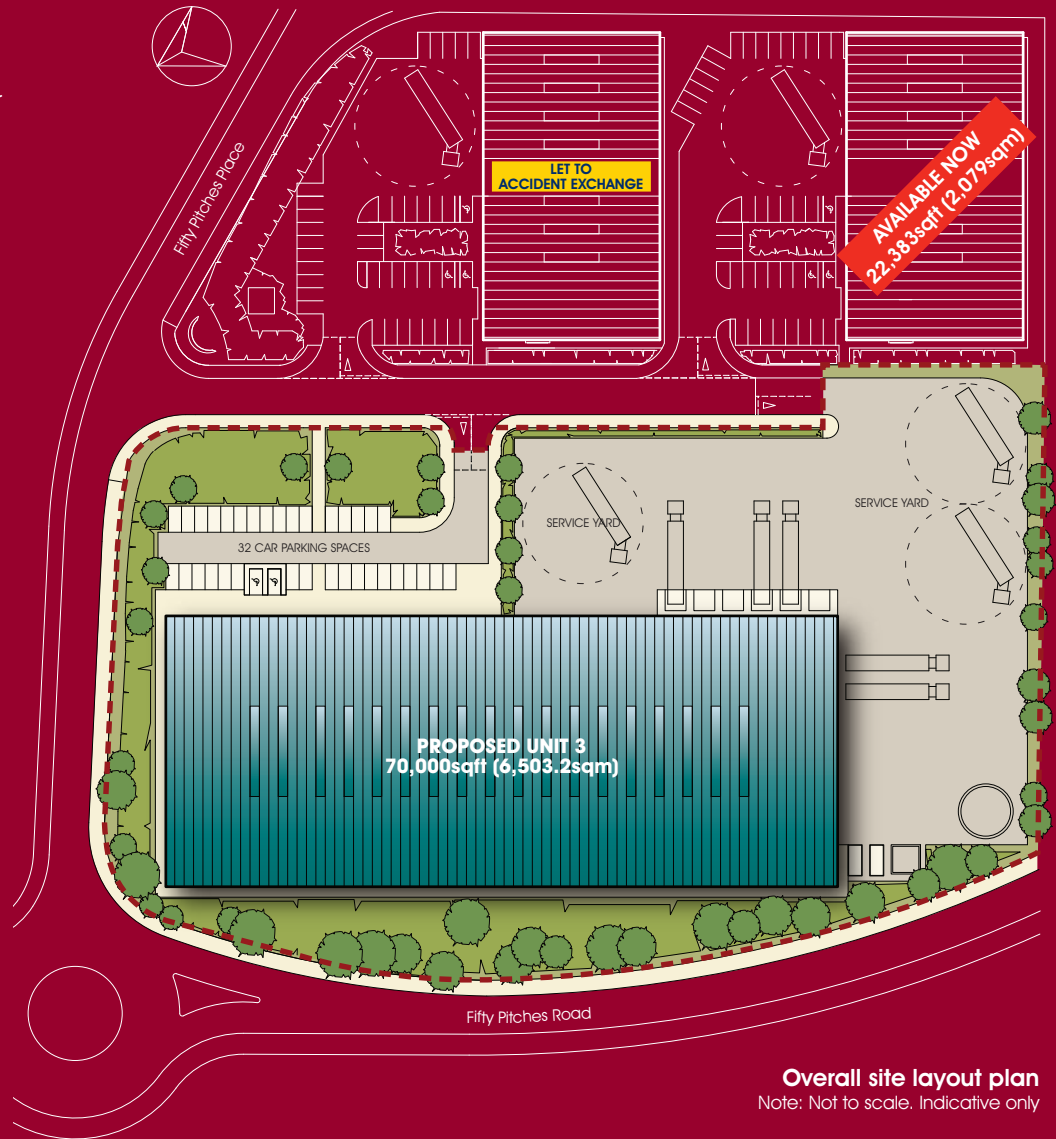 Fifty Pitches Place
LET TO
ACCIDENT EXCHANGE
AVAILABLE NOW
22,383sqft (2,079sqm)
SERVICE YARD
SERVICE YARD
32 CAR PARKING SPACES
PROPOSED UNIT 3
70,000sqft (6,503.2sqm)
Fifty Pitches Road
Overall site layout plan
Note: Not to scale. Indicative only